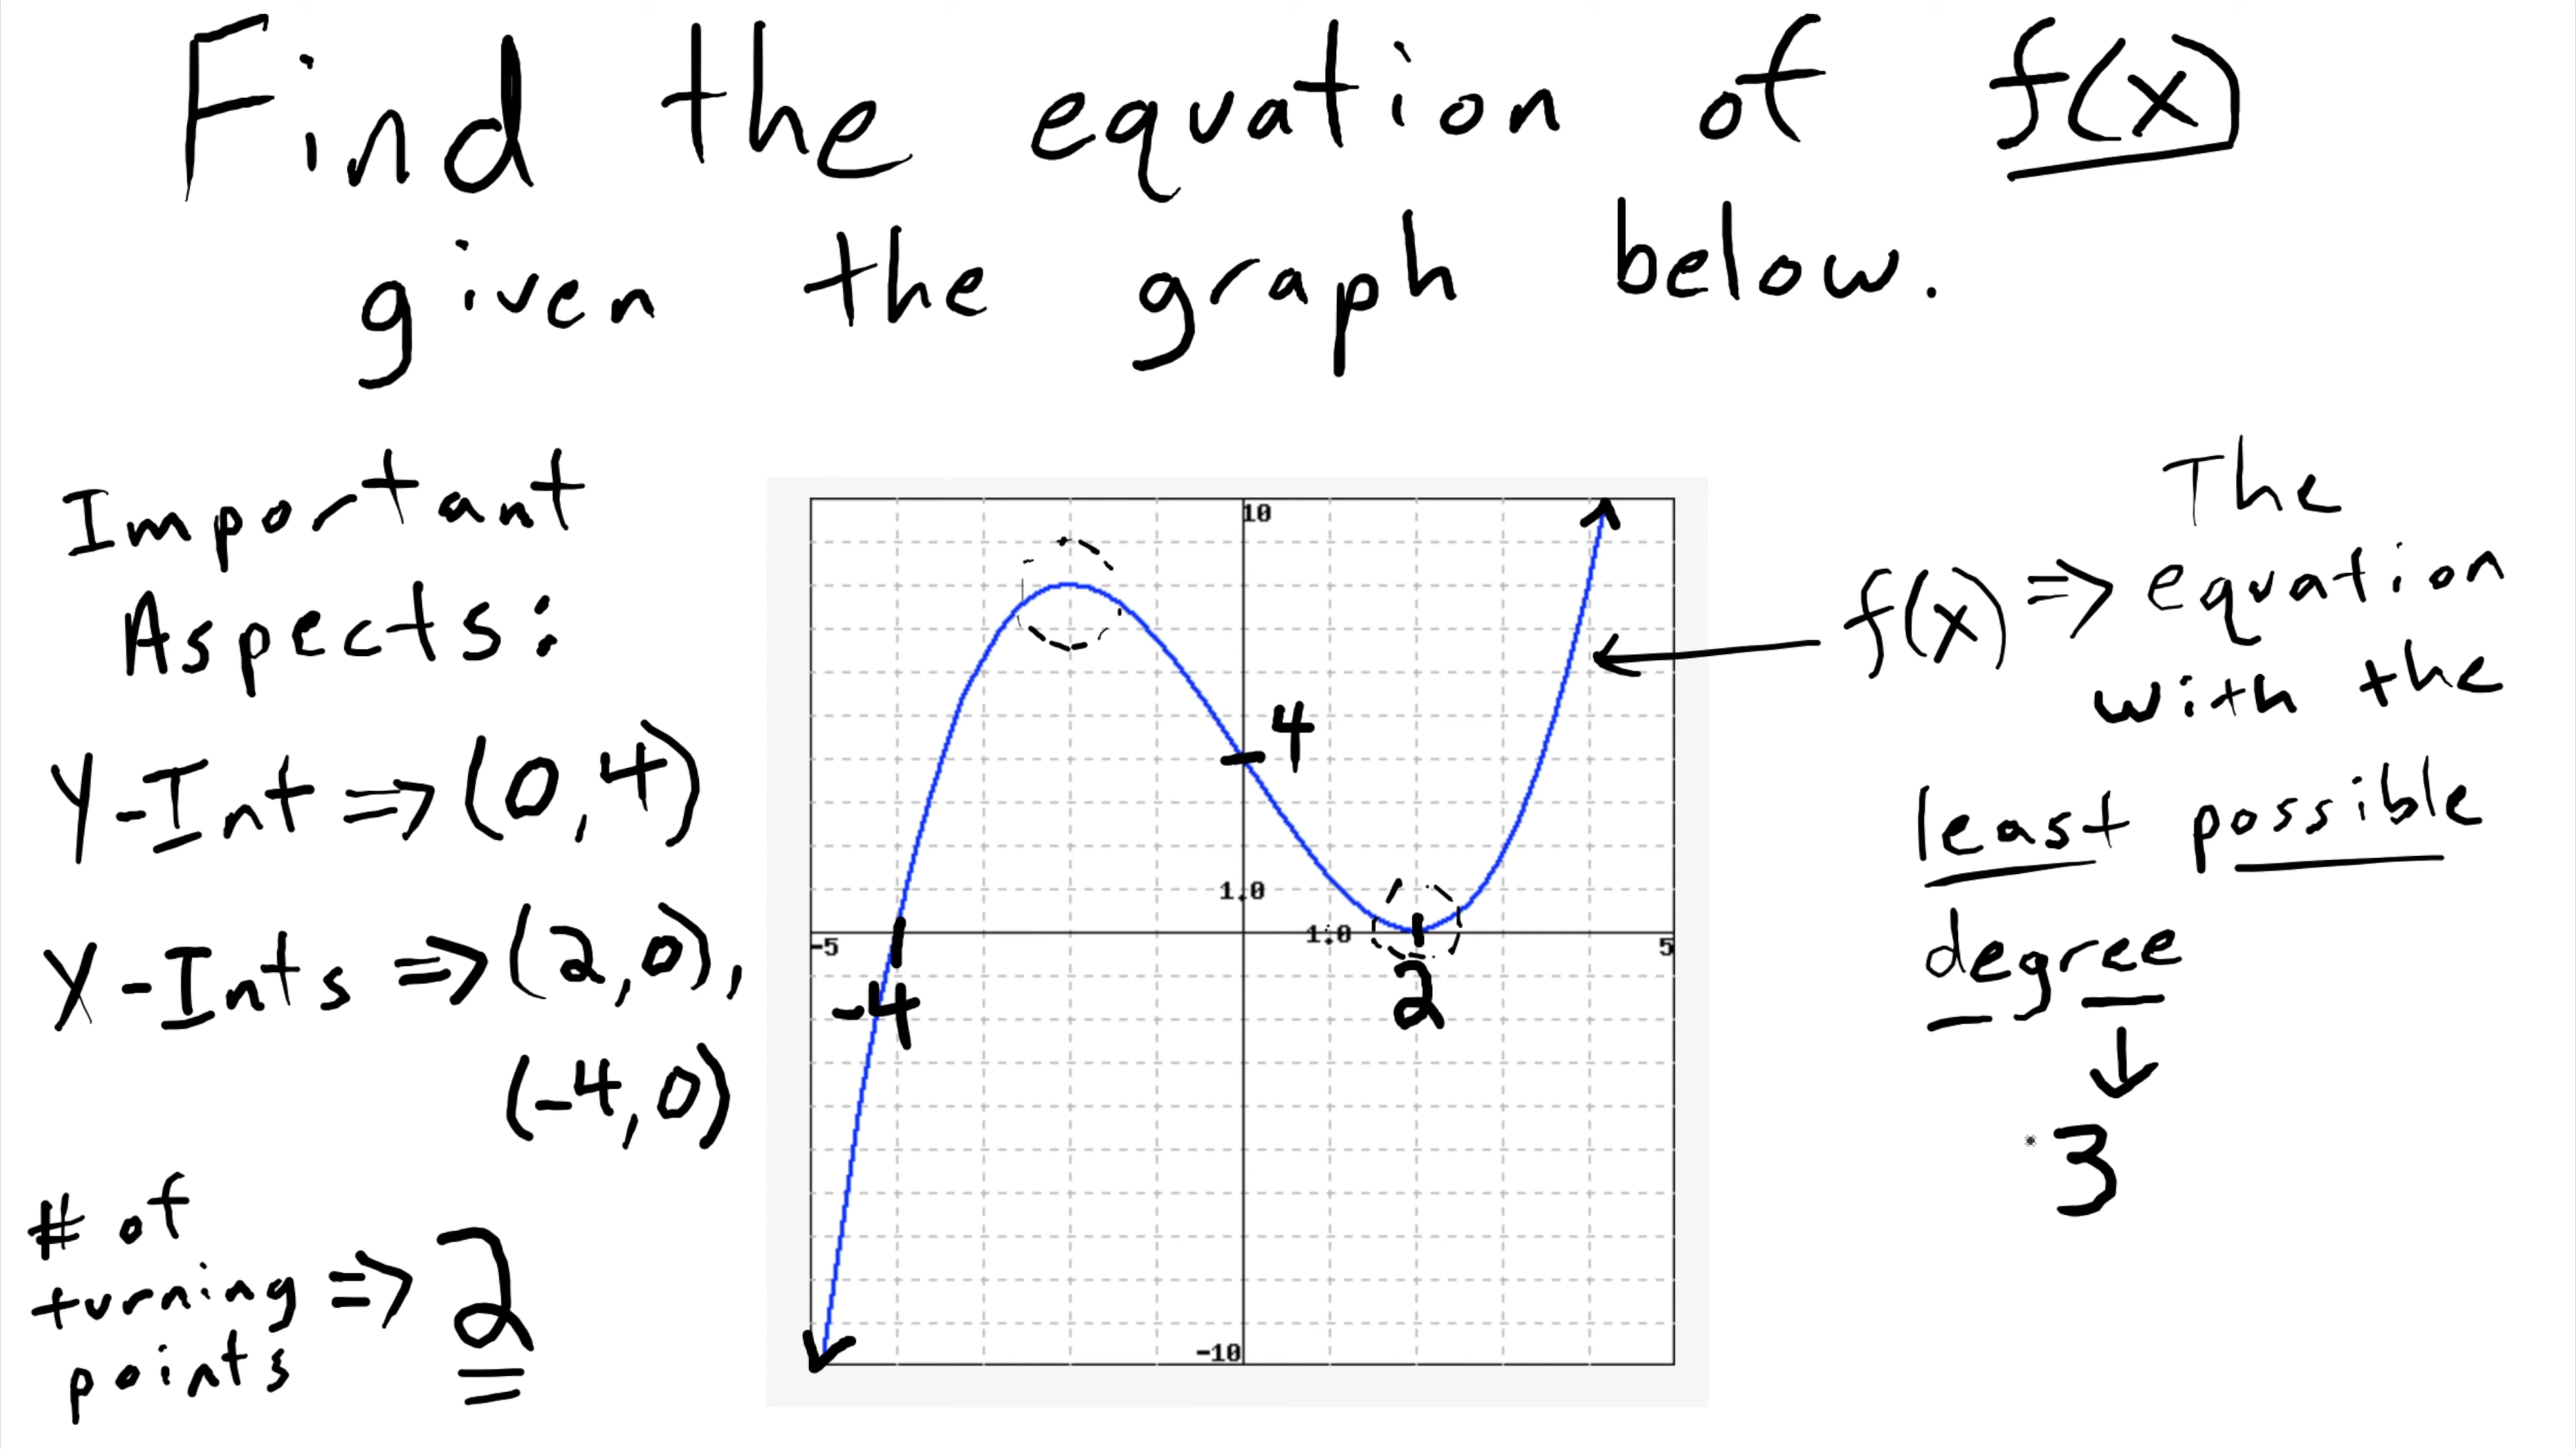 Find the equation of f(x)
given the graph below.
Important
Aspects:
Y-Int => (0,4)
X-Ints => (2,0),
(-4,0)
# of
turning => 2
points
10
4
1.0
-5
1.0
5
-4
2
-10
The
f(x) => equation
with the
least possible
degree
3